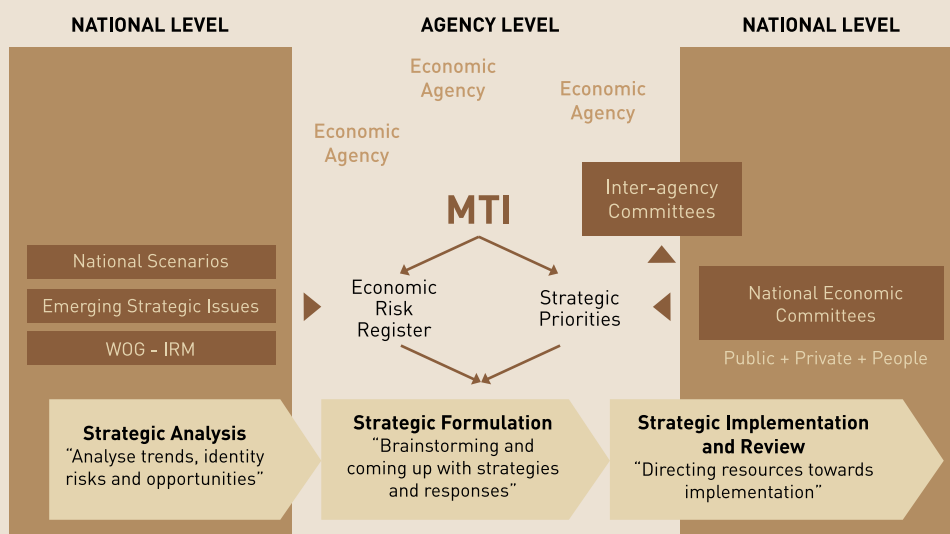 NATIONAL LEVEL
AGENCY LEVEL
NATIONAL LEVEL
Economic
Agency
Economic
Agency
Economic
Agency
Inter-agency
Committees
MTI
National Scenarios
Emerging Strategic Issues
WOG - IRM
Economic
Risk
Register
Strategic
Priorities
National Economic
Committees
Public + Private + People
Strategic Analysis
“Analyse trends, identity
risks and opportunities”
Strategic Formulation
“Brainstorming and
coming up with strategies
and responses”
Strategic Implementation
and Review
“Directing resources towards
implementation”